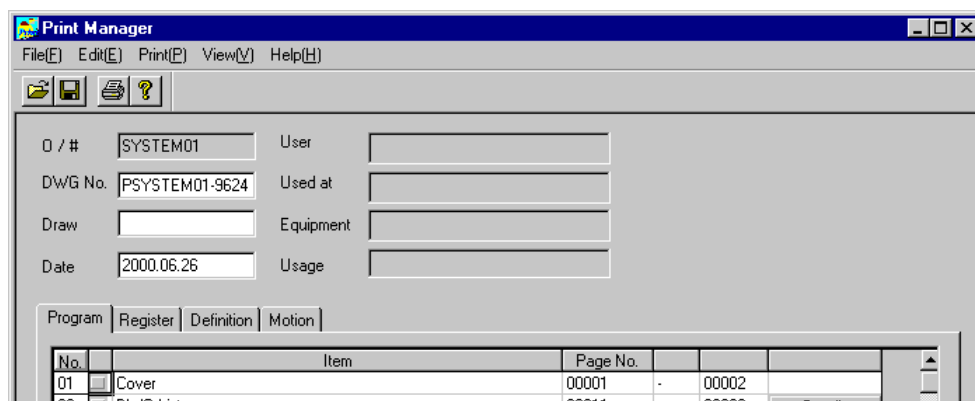 Print Manager
File(F) Edit(E) Print(P) View(V) Help(H)
O / # SYSTEM01 User
DWG No. PSYSTEM01-9624 Used at
Draw Equipment
Date 2000.06.26 Usage
Program Register Definition Motion
No. Item Page No.
01 Cover 00001 - 00002